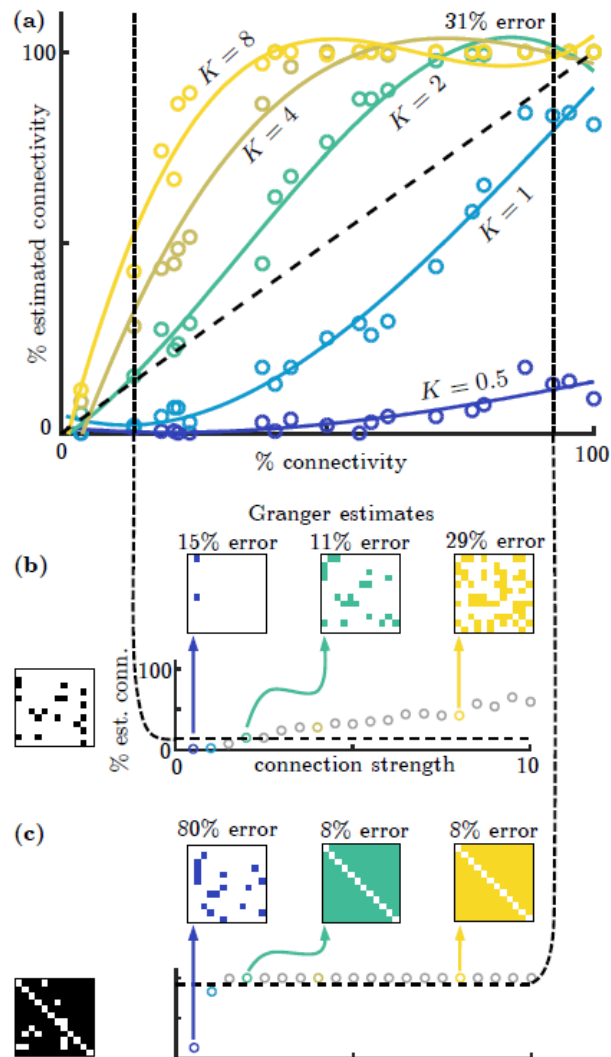 (a)
31% error
100
K = 8
K = 4
K = 2
K = 1
K = 0.5
% estimated connectivity
0
0
% connectivity
100
Granger estimates
(b)
15% error
11% error
29% error
% est. conn.
100
0
0
connection strength
10
(c)
80% error
8% error
8% error